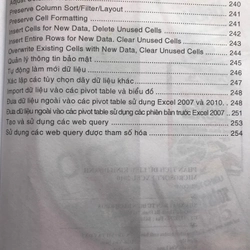 240
Preserve Column Sort/Filter/Layout 241
Preserve Cell Formatting 241
Insert Cells for New Data, Delete Unused Cells 242
Insert Entire Rows for New Data, Clear Unused Cells 243
Overwrite Existing Cells with New Data, Clear Unused Cells 244
Quản lý thông tin bảo mật 244
Tự động làm mới dữ liệu 246
Xác lập các tùy chọn dãy dữ liệu khác 247
Import dữ liệu vào các pivot table và biểu đồ 248
Đưa dữ liệu ngoài vào các pivot table sử dụng Excel 2007 và 2010. 248
Đưa dữ liệu ngoài vào các pivot table sử dụng các phiên bản trước Excel 2007 251
Tạo và sử dụng các web query 253
Sử dụng các web query được tham số hóa 254